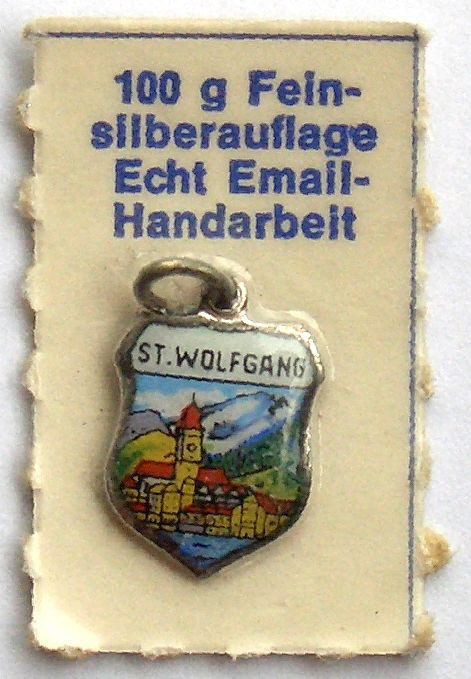 100 g Fein-
silberauflage
Echt Email-
Handarbeit
ST. WOLFGANG